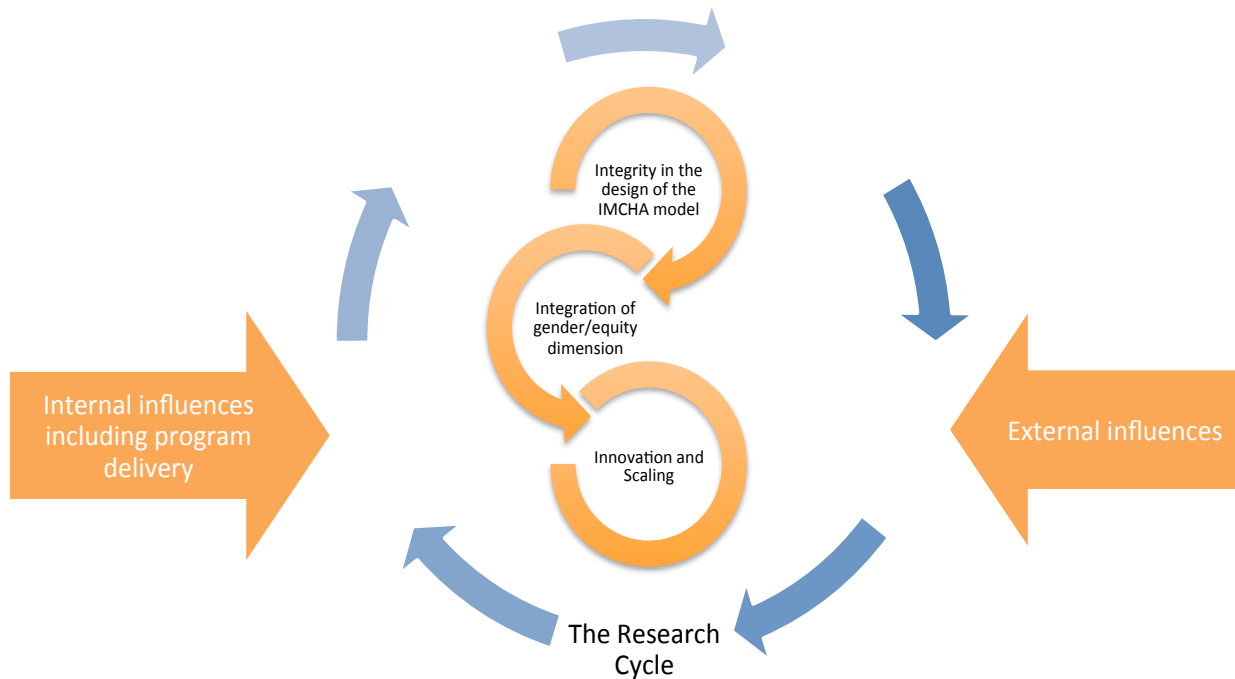 Integrity in the
design of the
IMCHA model
Integration of
gender/equity
dimension
Internal influences
including program
delivery
External influences
Innovation and
Scaling
The Research
Cycle